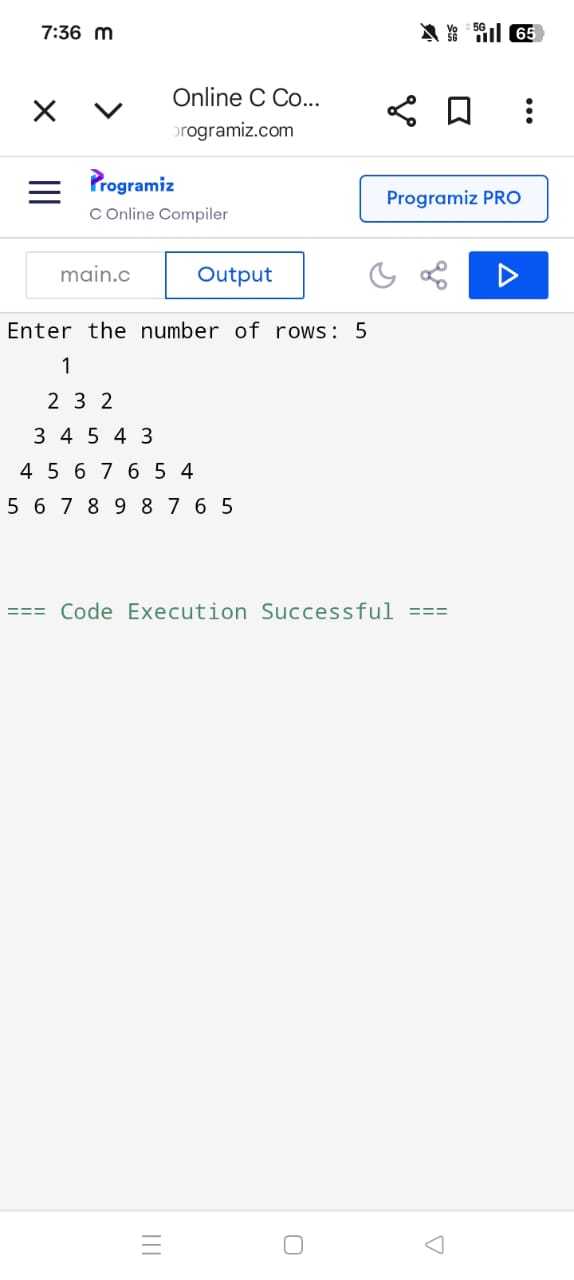 7:36 m
Vo 5G 5G 65
Online C Co...
programiz.com
Programiz
C Online Compiler
Programiz PRO
main.c
Output
Enter the number of rows: 5
1
2 3 2
3 4 5 4 3
4 5 6 7 6 5 4
5 6 7 8 9 8 7 6 5
=== Code Execution Successful ===